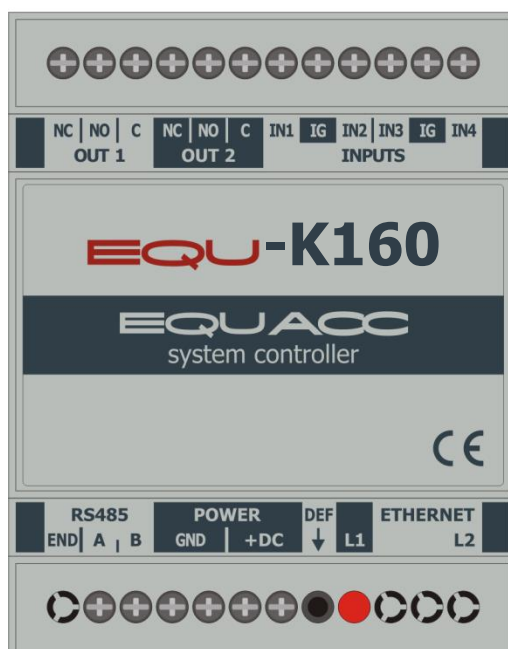 NC NO C NC NO C IN1 IG IN2 IN3 IG IN4
OUT 1 OUT 2 INPUTS
EQU-K160
EQUACC
system controller
CE
RS485 POWER DEF ETHERNET
END A B GND +DC ↓ L1 L2